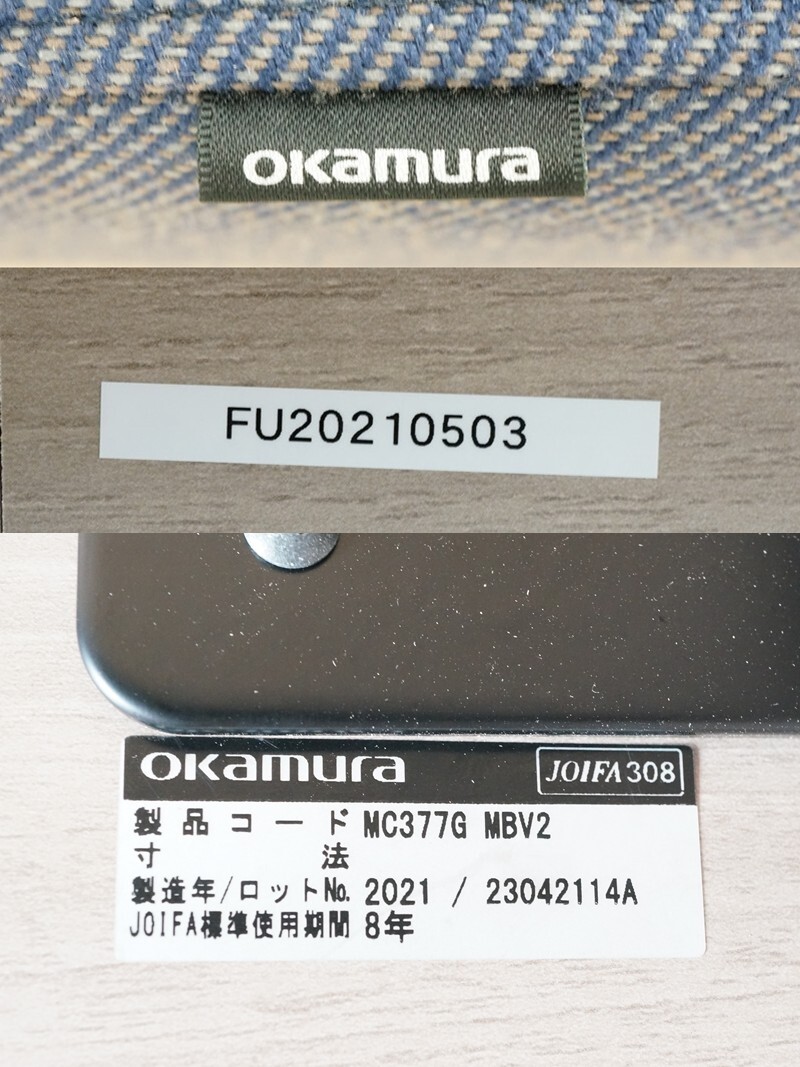 okamura
FU20210503
okamura JOIFA308
製品コード MC377G MBV2
寸法
製造年/ロットNo. 2021 / 23042114A
JOIFA標準使用期間 8年